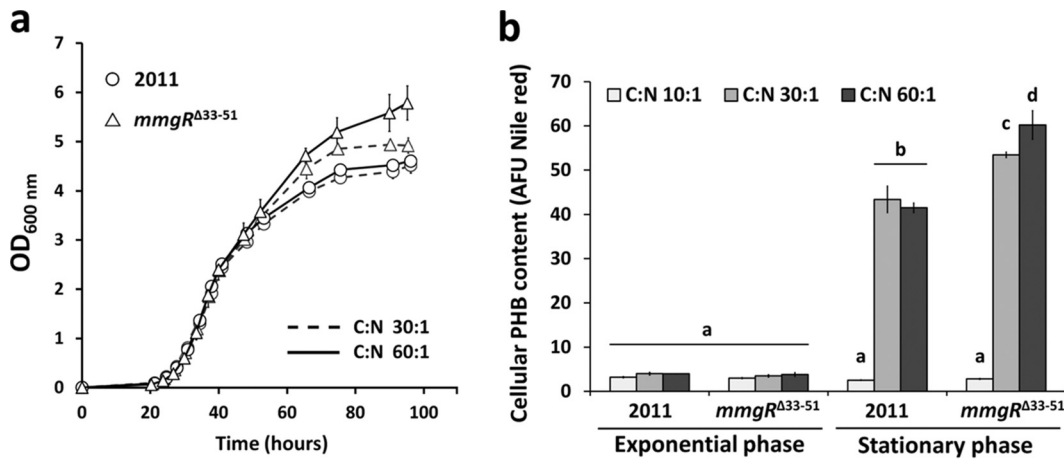 a
7
6
5
4
3
2
1
0
OD600 nm
2011
mmgRΔ33-51
C:N 30:1
C:N 60:1
0 20 40 60 80 100
Time (hours)
b
70
60
50
40
30
20
10
0
Cellular PHB content (AFU Nile red)
C:N 10:1 C:N 30:1 C:N 60:1
a
a
b
a
c
d
2011 mmgRΔ33-51 2011 mmgRΔ33-51
Exponential phase Stationary phase